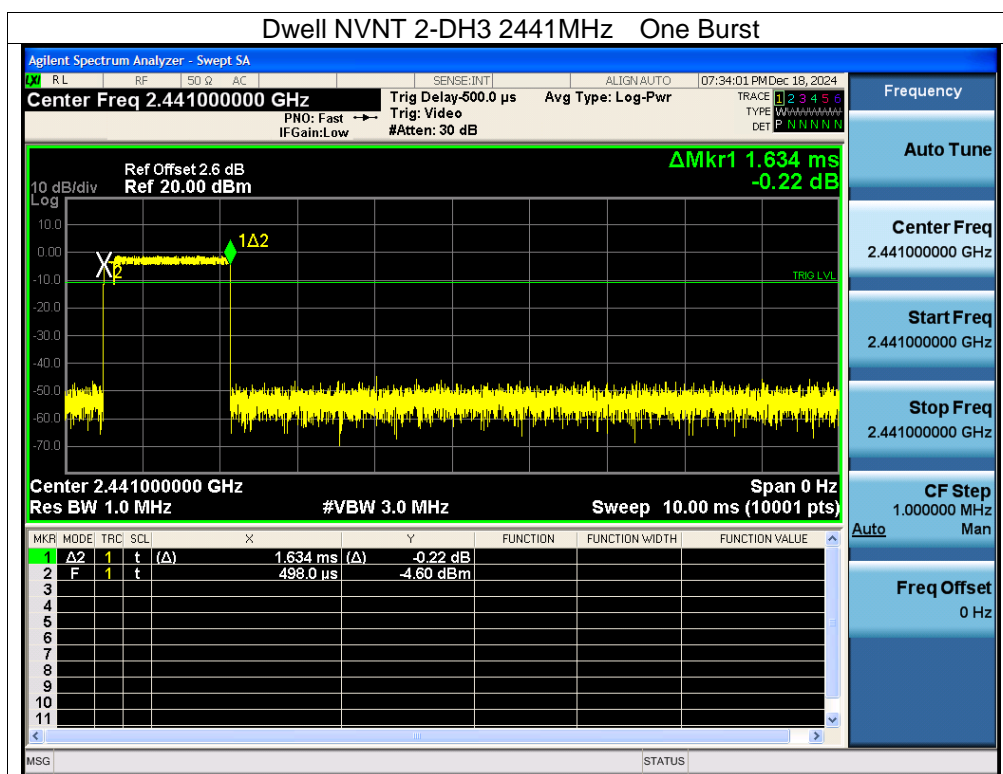 Dwell NVNT 2-DH3 2441MHz One Burst
Agilent Spectrum Analyzer - Swept SA
LXI RL RF 50 Ω AC SENSE:INT ALIGN AUTO 07:34:01 PM Dec 18, 2024
Center Freq 2.441000000 GHz Trig Delay-500.0 µs Avg Type: Log-Pwr TRACE 1 2 3 4 5 6
PNO: Fast Trig: Video TYPE WWWWWW
IFGain:Low #Atten: 30 dB DET P N N N N N
ΔMkr1 1.634 ms
-0.22 dB
Ref Offset 2.6 dB
10 dB/div Ref 20.00 dBm
Log
10.0
0.00
-10.0
-20.0
-30.0
-40.0
-50.0
-60.0
-70.0
1Δ2
2
TRIG LVL
Center 2.441000000 GHz Span 0 Hz
Res BW 1.0 MHz #VBW 3.0 MHz Sweep 10.00 ms (10001 pts)
MKR MODE TRC SCL X Y FUNCTION FUNCTION WIDTH FUNCTION VALUE
1 Δ2 1 t (Δ) 1.634 ms (Δ) -0.22 dB
2 F 1 t 498.0 µs -4.60 dBm
3
4
5
6
7
8
9
10
11
MSG STATUS
Frequency
Auto Tune
Center Freq
2.441000000 GHz
Start Freq
2.441000000 GHz
Stop Freq
2.441000000 GHz
CF Step
1.000000 MHz
Auto Man
Freq Offset
0 Hz